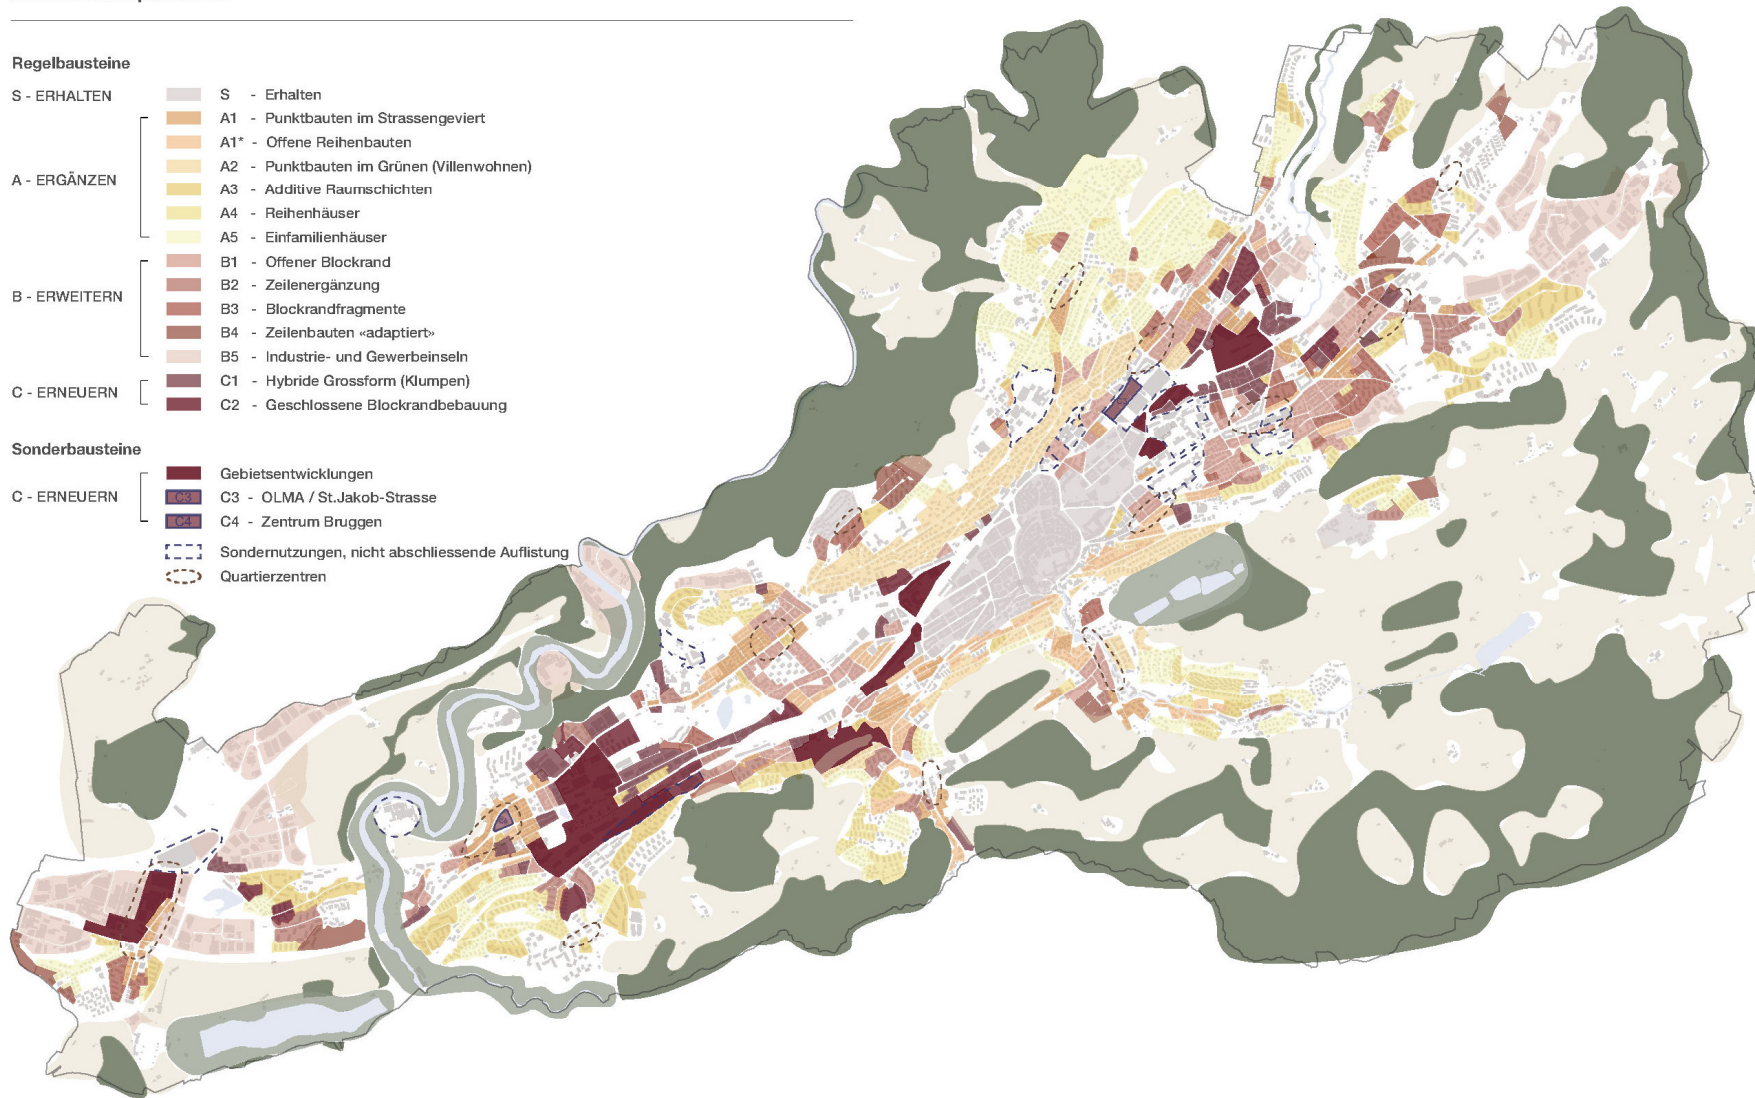 Regelbausteine
S - ERHALTEN
S - Erhalten
A - ERGÄNZEN
A1 - Punktbauten im Strassengeviert
A1* - Offene Reihenbauten
A2 - Punktbauten im Grünen (Villenwohnen)
A3 - Additive Raumschichten
A4 - Reihenhäuser
A5 - Einfamilienhäuser
B - ERWEITERN
B1 - Offener Blockrand
B2 - Zeilenergänzung
B3 - Blockrandfragmente
B4 - Zeilenbauten «adaptiert»
B5 - Industrie- und Gewerbeinseln
C - ERNEUERN
C1 - Hybride Grossform (Klumpen)
C2 - Geschlossene Blockrandbebauung
Sonderbausteine
C - ERNEUERN
Gebietsentwicklungen
C3 C3 - OLMA / St.Jakob-Strasse
C4 C4 - Zentrum Bruggen
Sondernutzungen, nicht abschliessende Auflistung
Quartierzentren